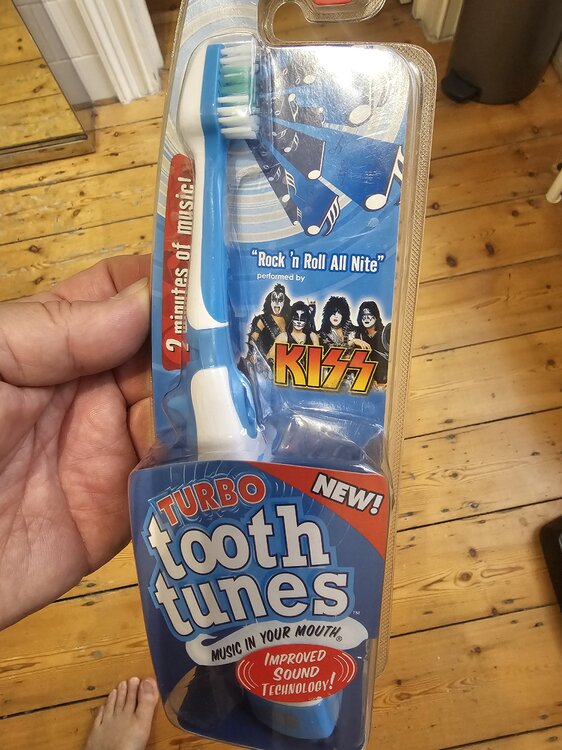 2 minutes of music!
"Rock 'n Roll All Nite"
performed by
KISS
NEW!
TURBO
tooth
tunes™
MUSIC IN YOUR MOUTH®
IMPROVED
SOUND
TECHNOLOGY!